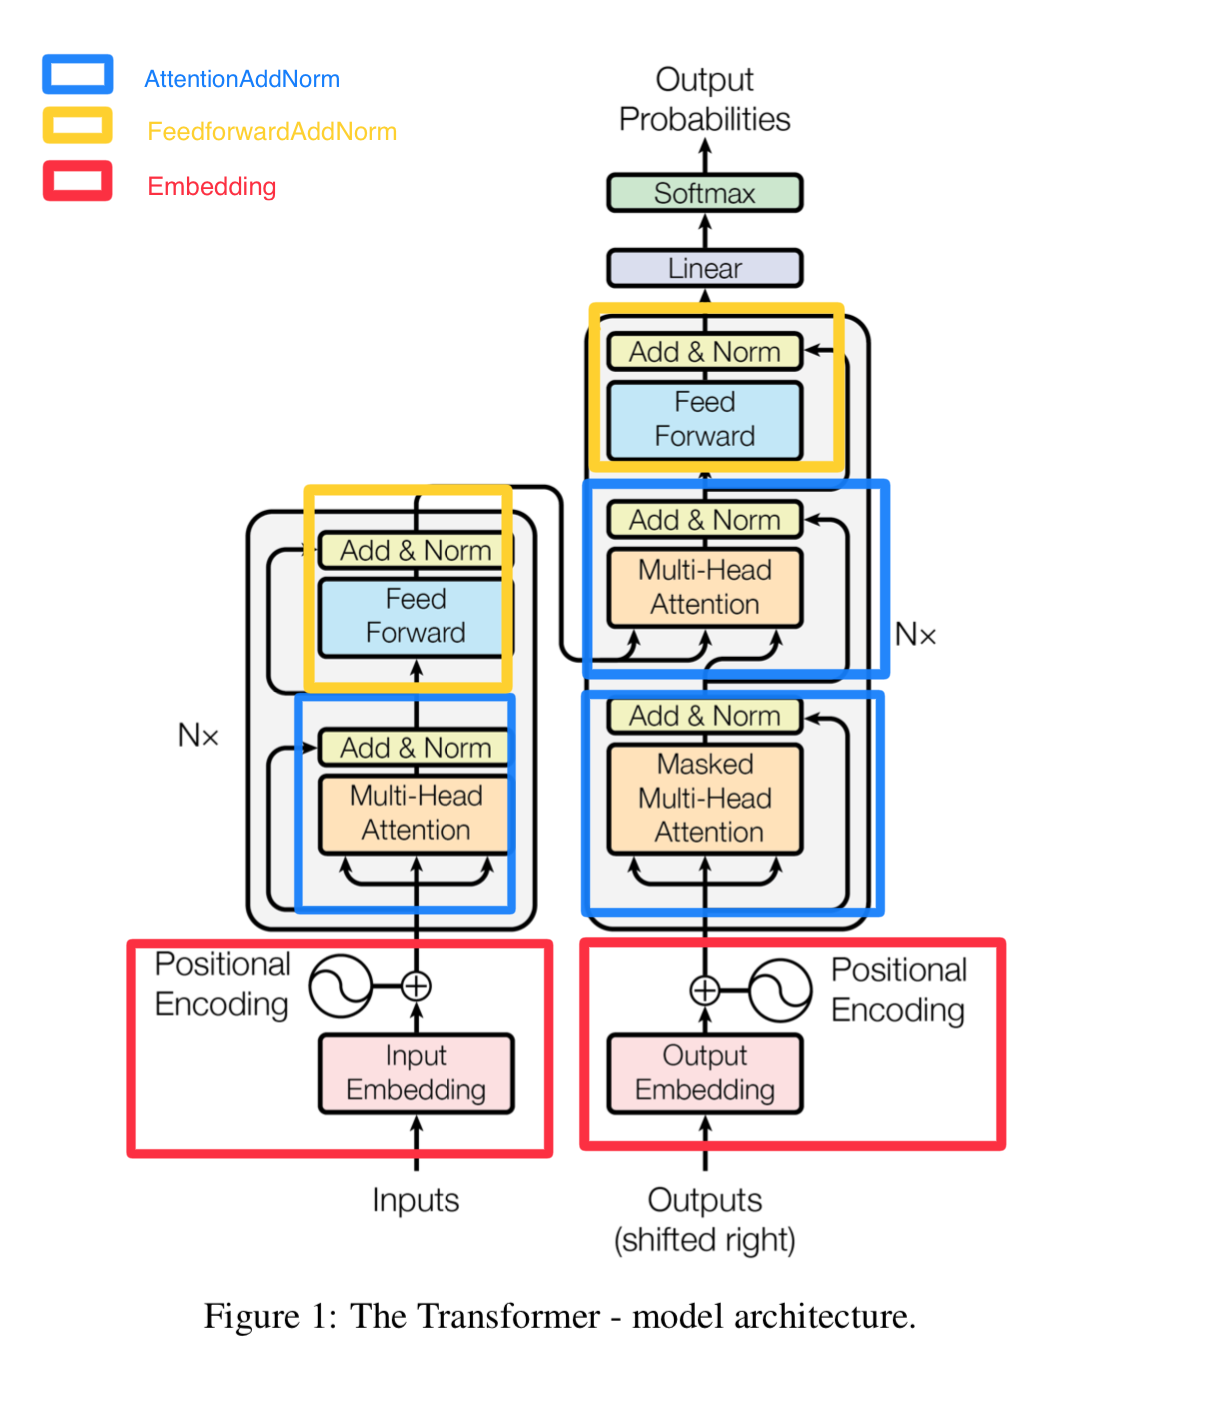 AttentionAddNorm
FeedforwardAddNorm
Embedding
Output
Probabilities
Softmax
Linear
Add & Norm
Feed
Forward
Add & Norm
Multi-Head
Attention
Nx
Add & Norm
Masked
Multi-Head
Attention
Add & Norm
Feed
Forward
Nx
Add & Norm
Multi-Head
Attention
Positional
Encoding
Input
Embedding
Inputs
Positional
Encoding
Output
Embedding
Outputs
(shifted right)
Figure 1: The Transformer - model architecture.